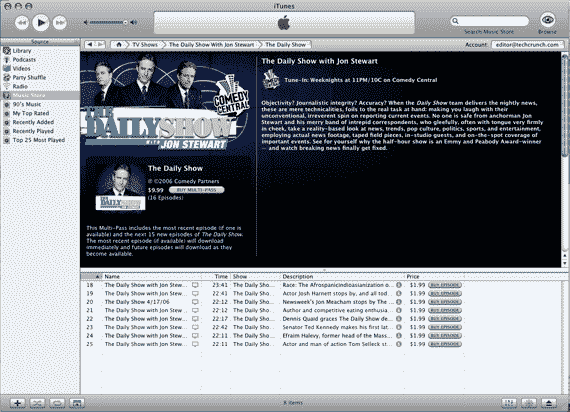 iTunes
Search Music Store
Browse
Source
TV Shows
The Daily Show With Jon Stewart
The Daily Show
Account:
editor@techcrunch.com
Library
Podcasts
Videos
Party Shuffle
Radio
Music Store
90's Music
My Top Rated
Recently Added
Recently Played
Top 25 Most Played
THE
DAILY SHOW
WITH JON STEWART
COMEDY
CENTRAL
The Daily Show with Jon Stewart
Tune-In: Weeknights at 11PM/10C on Comedy Central
Objectivity? Journalistic integrity? Accuracy? When the Daily Show team delivers the nightly news,
these are mere technicalities, foils to the real task at hand: making you laugh with their
unconventional, irreverent spin on reporting current events. No one is safe from anchorman Jon
Stewart and his merry band of intrepid correspondents, who gleefully, often with tongue very firmly
in cheek, take a reality-based look at news, trends, pop culture, politics, sports, and entertainment,
employing actual news footage, taped field pieces, in-studio guests, and on-the-spot coverage of
important events. See for yourself why the half-hour show is an Emmy and Peabody Award-winner
— and watch breaking news finally get fixed.
The Daily Show
℗ ©2006 Comedy Partners
$9.99 BUY MULTI-PASS
(16 Episodes)
This Multi-Pass includes the most recent episode (if one is
available) and the next 15 new episodes of The Daily Show.
The most recent episode (if available) will download
immediately and future episodes will download as they
become available.
Name Time Show Description Price
18 The Daily Show with Jon Stew... 23:41 The Daily Sho... Race: The Afrospanicindioasianization o... $1.99 BUY EPISODE
19 The Daily Show with Jon Stew... 22:14 The Daily Sho... Actor Josh Harnett stops by, and all tod... $1.99 BUY EPISODE
20 The Daily Show 4/17/06 22:12 The Daily Sho... Newsweek's Jon Meacham stops by The ... $1.99 BUY EPISODE
21 The Daily Show with Jon Stew... 22:12 The Daily Sho... Author and competitive eating enthusia... $1.99 BUY EPISODE
22 The Daily Show with Jon Stew... 22:17 The Daily Sho... Dennis Quaid graces The Daily Show de... $1.99 BUY EPISODE
23 The Daily Show with Jon Stew... 22:42 The Daily Sho... Senator Ted Kennedy makes his first lat... $1.99 BUY EPISODE
24 The Daily Show with Jon Stew... 22:11 The Daily Sho... Efraim Halevy, former head of the Mass... $1.99 BUY EPISODE
25 The Daily Show with Jon Stew... 22:11 The Daily Sho... Actor and man of action Tom Selleck st... $1.99 BUY EPISODE
8 items